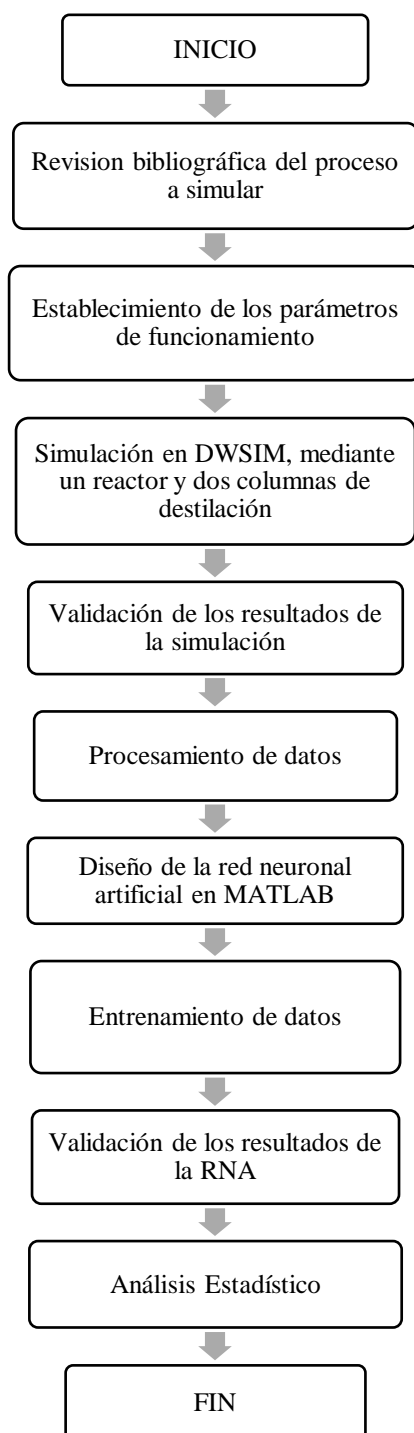 INICIO
Revision bibliográfica del proceso
a simular
Establecimiento de los parámetros
de funcionamiento
Simulación en DWSIM, mediante
un reactor y dos columnas de
destilación
Validación de los resultados de
la simulación
Procesamiento de datos
Diseño de la red neuronal
artificial en MATLAB
Entrenamiento de datos
Validación de los resultados de
la RNA
Análisis Estadístico
FIN